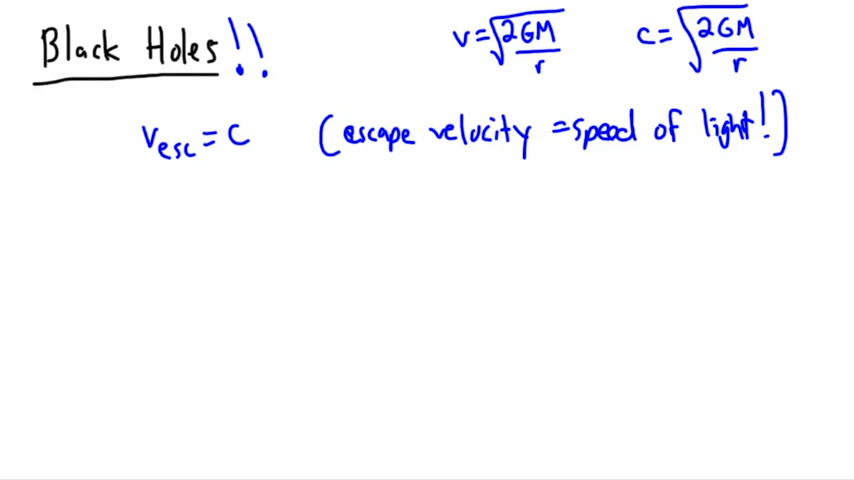 Black Holes!! v=√(2GM/r) c=√(2GM/r)
v_esc = c (escape velocity = speed of light!)